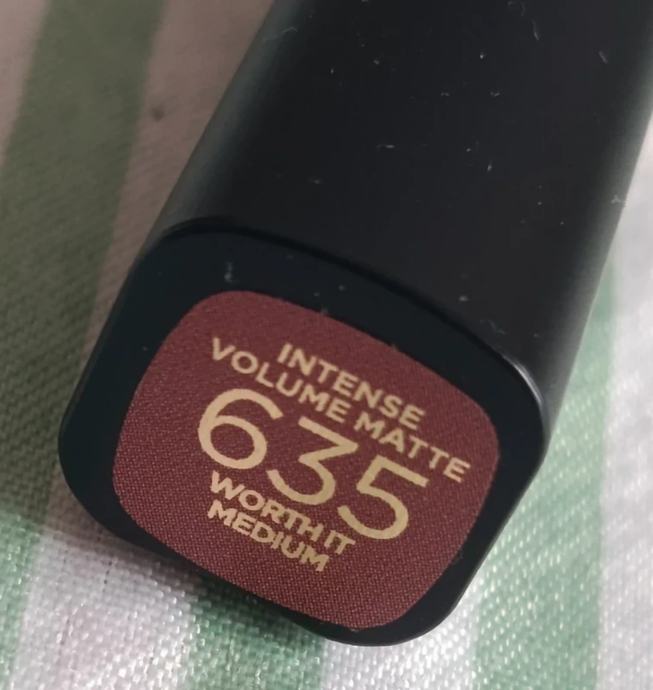 INTENSE
VOLUME MATTE
635
WORTH IT
MEDIUM